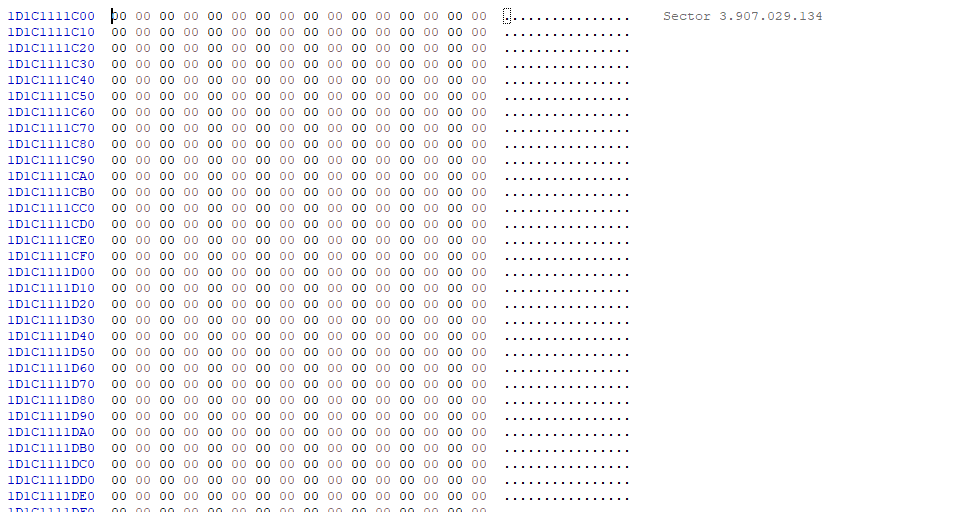 1D1C1111C00 00 00 00 00 00 00 00 00 00 00 00 00 00 00 00 00 ................ Sector 3.907.029.134
1D1C1111C10 00 00 00 00 00 00 00 00 00 00 00 00 00 00 00 00 ................
1D1C1111C20 00 00 00 00 00 00 00 00 00 00 00 00 00 00 00 00 ................
1D1C1111C30 00 00 00 00 00 00 00 00 00 00 00 00 00 00 00 00 ................
1D1C1111C40 00 00 00 00 00 00 00 00 00 00 00 00 00 00 00 00 ................
1D1C1111C50 00 00 00 00 00 00 00 00 00 00 00 00 00 00 00 00 ................
1D1C1111C60 00 00 00 00 00 00 00 00 00 00 00 00 00 00 00 00 ................
1D1C1111C70 00 00 00 00 00 00 00 00 00 00 00 00 00 00 00 00 ................
1D1C1111C80 00 00 00 00 00 00 00 00 00 00 00 00 00 00 00 00 ................
1D1C1111C90 00 00 00 00 00 00 00 00 00 00 00 00 00 00 00 00 ................
1D1C1111CA0 00 00 00 00 00 00 00 00 00 00 00 00 00 00 00 00 ................
1D1C1111CB0 00 00 00 00 00 00 00 00 00 00 00 00 00 00 00 00 ................
1D1C1111CC0 00 00 00 00 00 00 00 00 00 00 00 00 00 00 00 00 ................
1D1C1111CD0 00 00 00 00 00 00 00 00 00 00 00 00 00 00 00 00 ................
1D1C1111CE0 00 00 00 00 00 00 00 00 00 00 00 00 00 00 00 00 ................
1D1C1111CF0 00 00 00 00 00 00 00 00 00 00 00 00 00 00 00 00 ................
1D1C1111D00 00 00 00 00 00 00 00 00 00 00 00 00 00 00 00 00 ................
1D1C1111D10 00 00 00 00 00 00 00 00 00 00 00 00 00 00 00 00 ................
1D1C1111D20 00 00 00 00 00 00 00 00 00 00 00 00 00 00 00 00 ................
1D1C1111D30 00 00 00 00 00 00 00 00 00 00 00 00 00 00 00 00 ................
1D1C1111D40 00 00 00 00 00 00 00 00 00 00 00 00 00 00 00 00 ................
1D1C1111D50 00 00 00 00 00 00 00 00 00 00 00 00 00 00 00 00 ................
1D1C1111D60 00 00 00 00 00 00 00 00 00 00 00 00 00 00 00 00 ................
1D1C1111D70 00 00 00 00 00 00 00 00 00 00 00 00 00 00 00 00 ................
1D1C1111D80 00 00 00 00 00 00 00 00 00 00 00 00 00 00 00 00 ................
1D1C1111D90 00 00 00 00 00 00 00 00 00 00 00 00 00 00 00 00 ................
1D1C1111DA0 00 00 00 00 00 00 00 00 00 00 00 00 00 00 00 00 ................
1D1C1111DB0 00 00 00 00 00 00 00 00 00 00 00 00 00 00 00 00 ................
1D1C1111DC0 00 00 00 00 00 00 00 00 00 00 00 00 00 00 00 00 ................
1D1C1111DD0 00 00 00 00 00 00 00 00 00 00 00 00 00 00 00 00 ................
1D1C1111DE0 00 00 00 00 00 00 00 00 00 00 00 00 00 00 00 00 ................